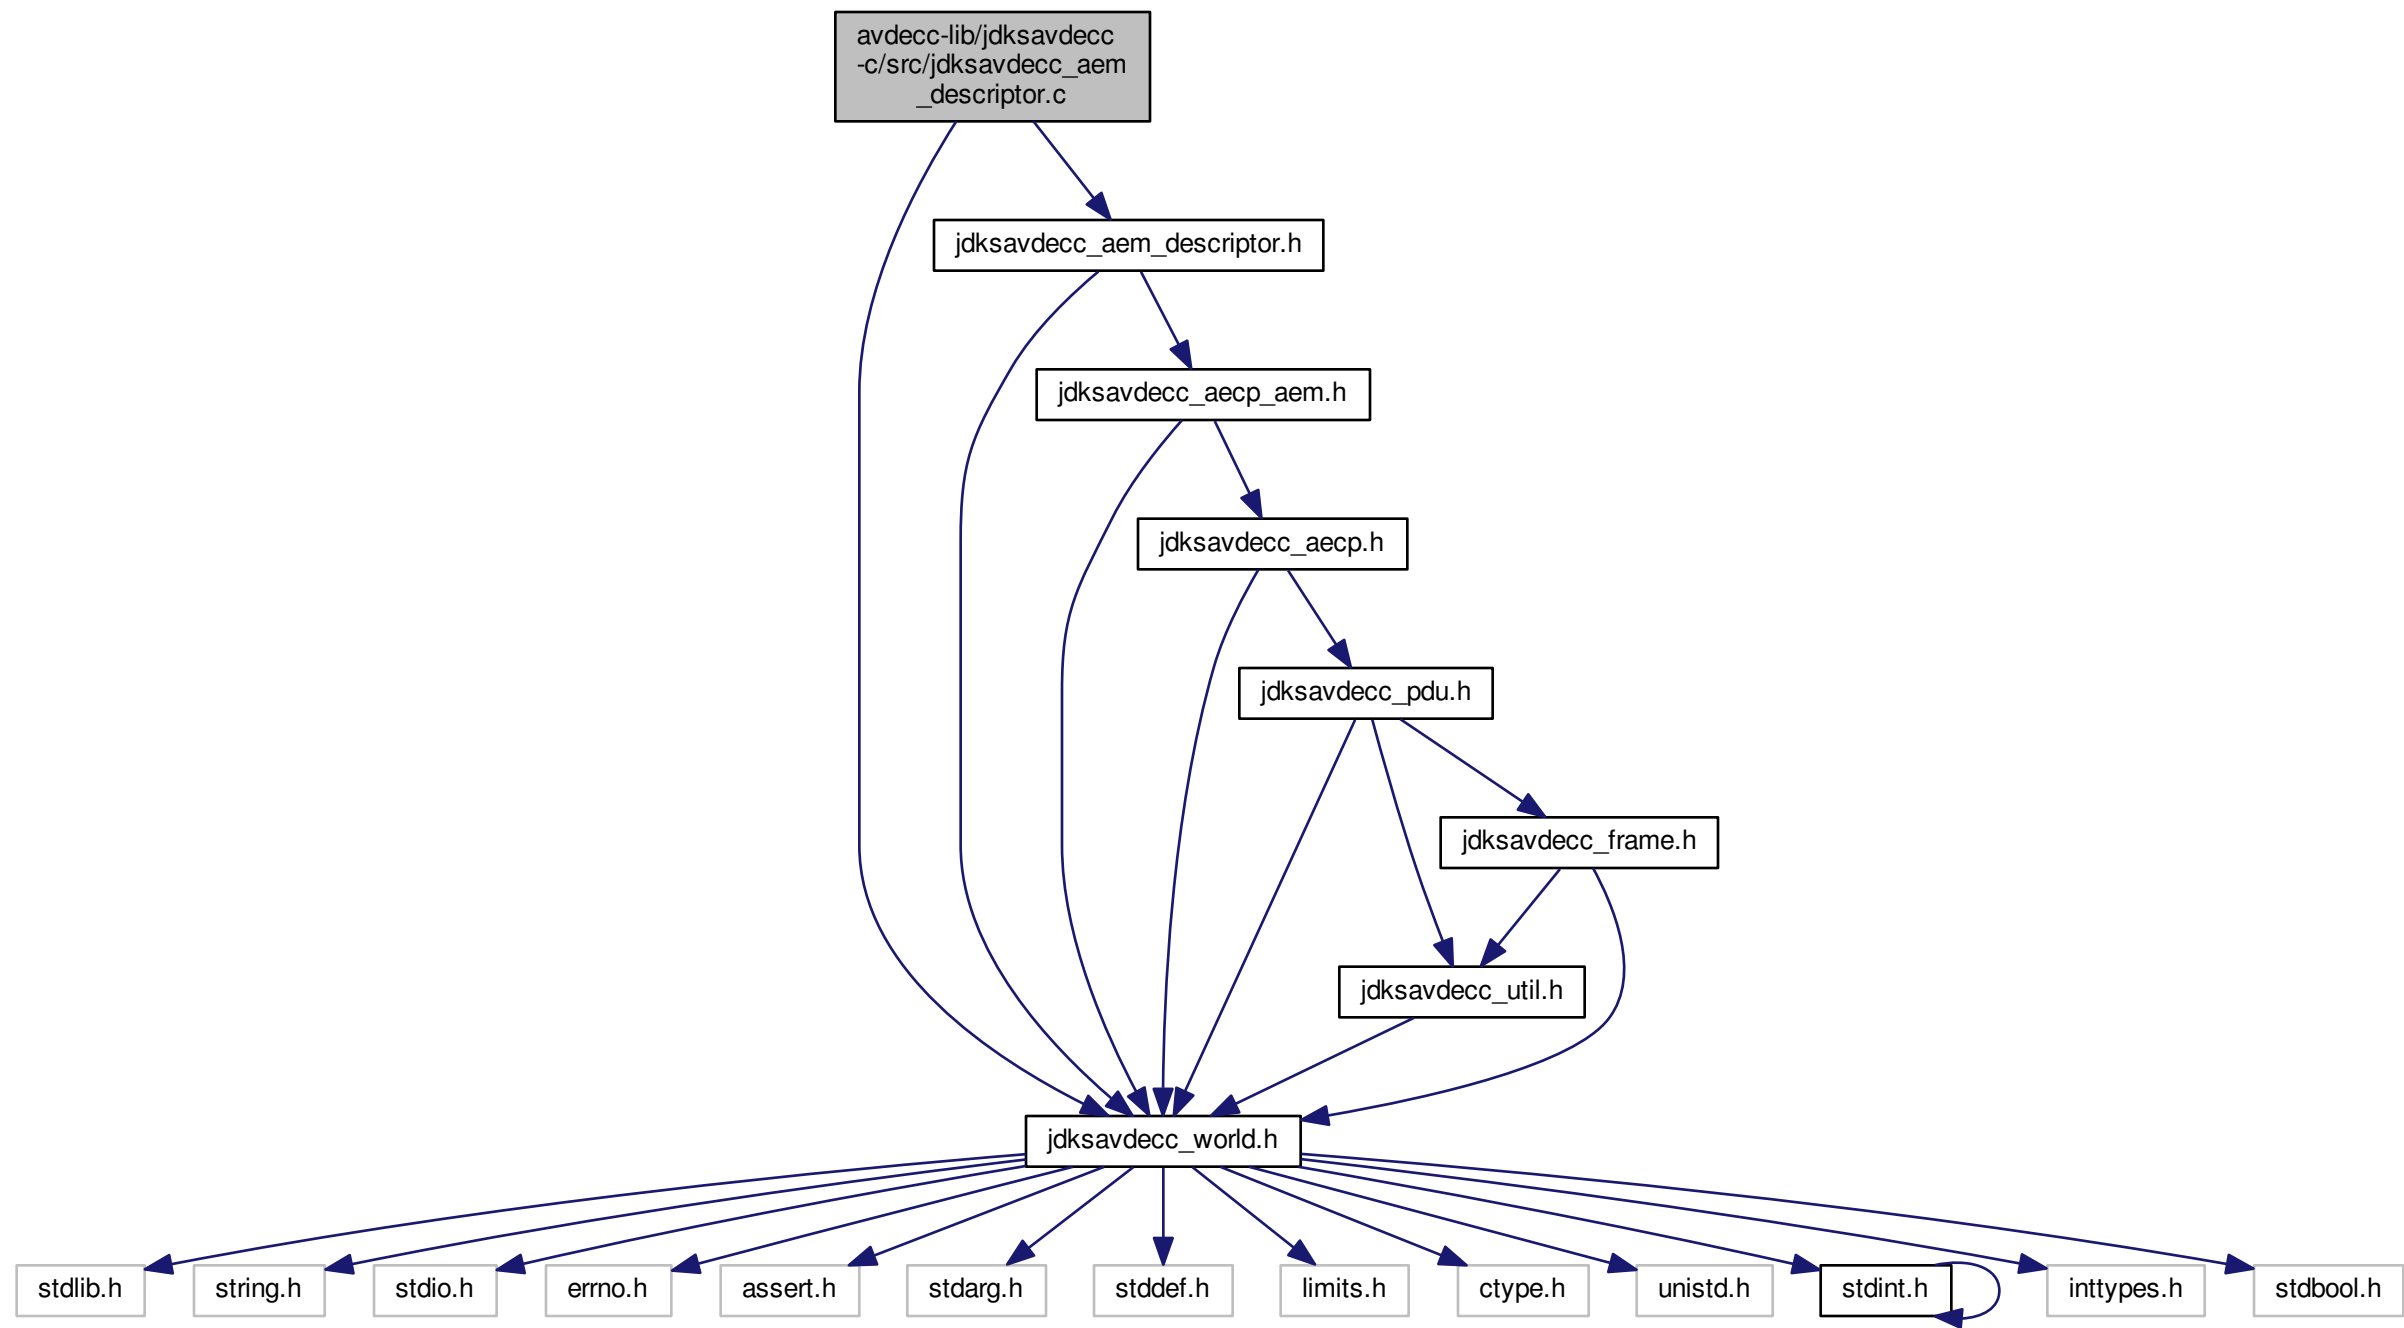 avdecc-lib/jdksavdecc
-c/src/jdksavdecc_aem
_descriptor.c
jdksavdecc_aem_descriptor.h
jdksavdecc_aecp_aem.h
jdksavdecc_aecp.h
jdksavdecc_pdu.h
jdksavdecc_frame.h
jdksavdecc_util.h
jdksavdecc_world.h
stdlib.h
string.h
stdio.h
errno.h
assert.h
stdarg.h
stddef.h
limits.h
ctype.h
unistd.h
stdint.h
inttypes.h
stdbool.h